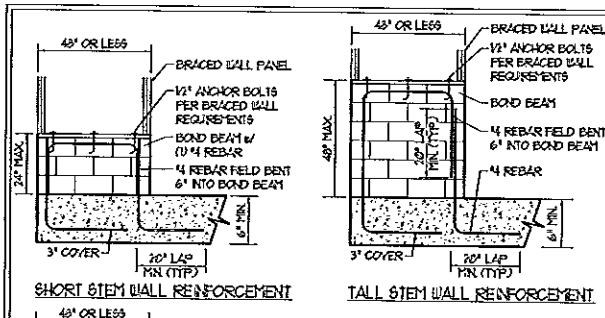 48" OR LESS
BRACED WALL PANEL
1/2" ANCHOR BOLTS
PER BRACED WALL
REQUIREMENTS
BOND BEAM W/
(1) #4 REBAR
#4 REBAR FIELD BENT
6" INTO BOND BEAM
24" MAX.
6" MIN.
3" COVER
20" LAP
MIN. (TYP.)
SHORT STEM WALL REINFORCEMENT
48" OR LESS
BRACED WALL PANEL
1/2" ANCHOR BOLTS
PER BRACED WALL
REQUIREMENTS
BOND BEAM
#4 REBAR FIELD BENT
6" INTO BOND BEAM
#4 REBAR
48" MAX.
20" LAP
MIN. (TYP.)
6" MIN.
3" COVER
20" LAP
MIN. (TYP.)
TALL STEM WALL REINFORCEMENT
48" OR LESS